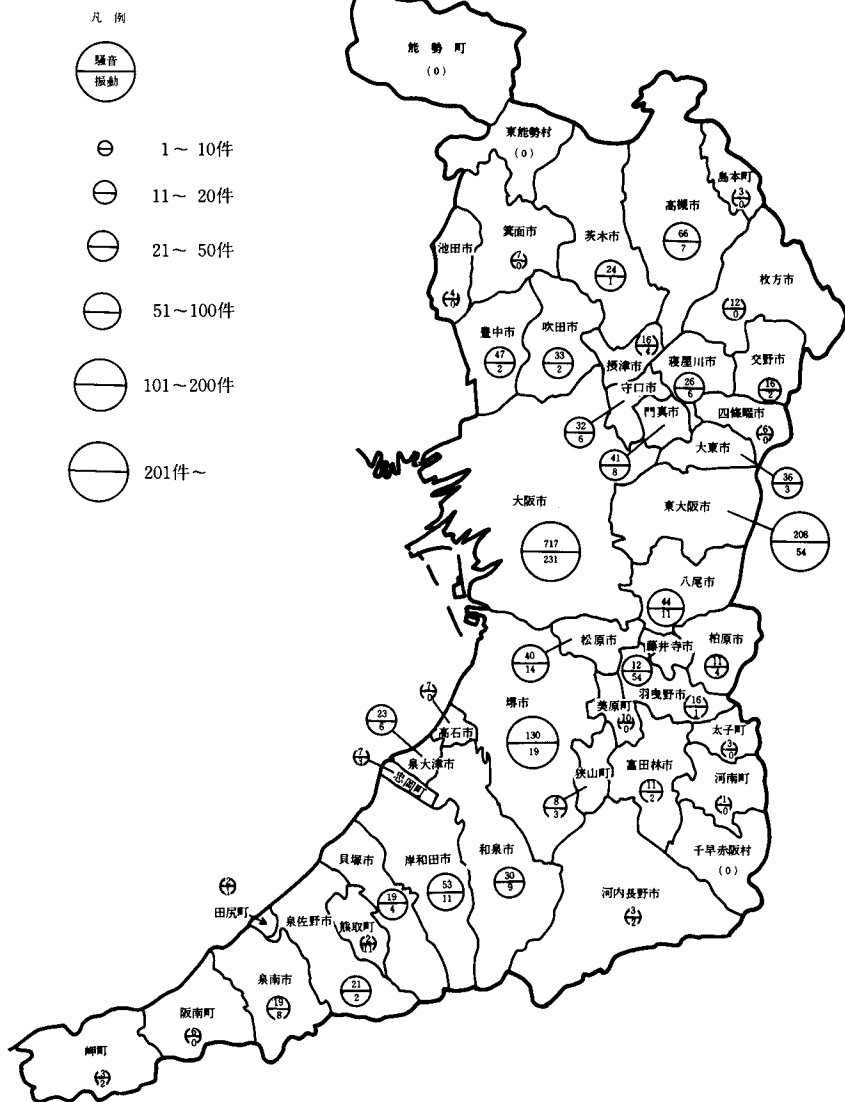 凡例
騒音
振動
1～10件
11～20件
21～50件
51～100件
101～200件
201件～
能勢町
(0)
東能勢村
(0)
島本町
3
0
高槻市
66
7
茨木市
24
1
箕面市
7
0
池田市
4
0
枚方市
12
0
豊中市
47
2
吹田市
33
2
摂津市
16
4
寝屋川市
26
6
交野市
16
2
守口市
32
6
門真市
41
8
四條畷市
6
0
大東市
36
3
大阪市
717
231
東大阪市
208
54
八尾市
44
11
松原市
40
14
藤井寺市
12
54
柏原市
11
4
羽曳野市
16
1
美原町
10
0
堺市
130
19
高石市
7
0
泉大津市
23
6
忠岡町
7
3
狭山町
8
3
富田林市
11
2
太子町
3
0
河南町
1
0
千早赤阪村
(0)
河内長野市
3
2
和泉市
30
9
岸和田市
53
11
貝塚市
19
4
熊取町
2
泉佐野市
21
2
田尻町
2
泉南市
19
8
阪南町
6
0
岬町
3
2